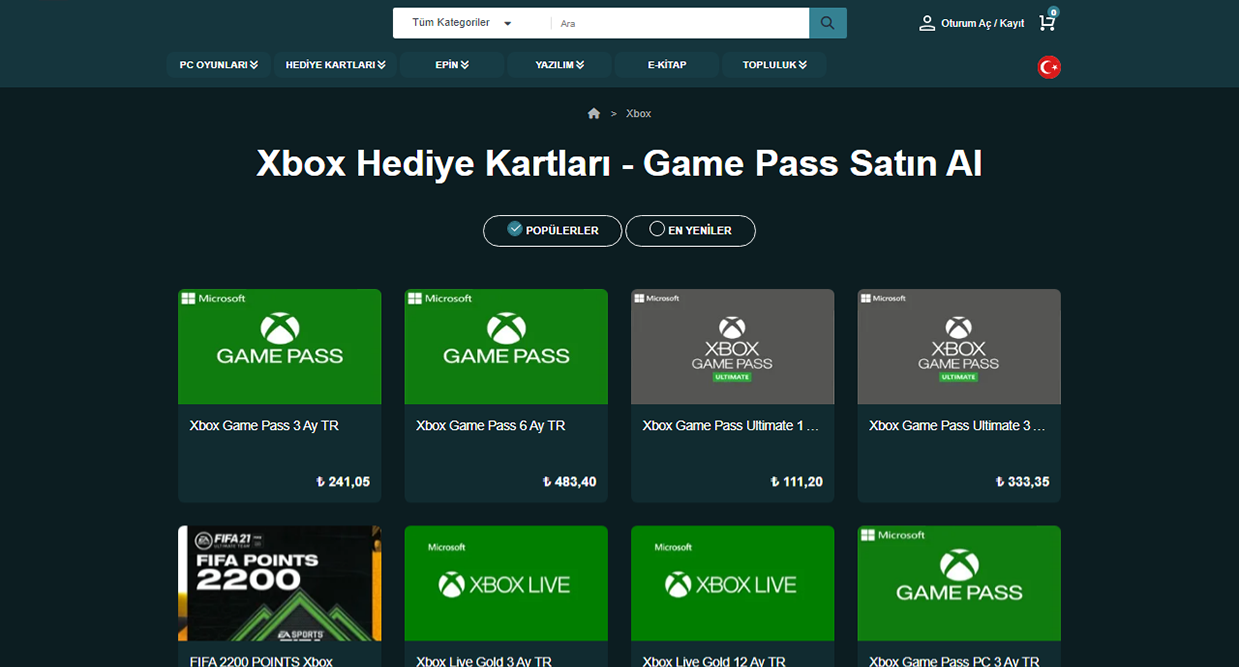 Tüm Kategoriler
Ara
Oturum Aç / Kayıt
0
PC OYUNLARI
HEDİYE KARTLARI
EPİN
YAZILIM
E-KİTAP
TOPLULUK
> Xbox
Xbox Hediye Kartları - Game Pass Satın Al
POPÜLERLER
EN YENİLER
Microsoft
GAME PASS
Xbox Game Pass 3 Ay TR
₺ 241,05
Microsoft
GAME PASS
Xbox Game Pass 6 Ay TR
₺ 483,40
Microsoft
XBOX
GAME PASS
ULTIMATE
Xbox Game Pass Ultimate 1 ...
₺ 111,20
Microsoft
XBOX
GAME PASS
ULTIMATE
Xbox Game Pass Ultimate 3 ...
₺ 333,35
EA SPORTS FIFA 21
ULTIMATE TEAM
FIFA POINTS
2200
EA SPORTS
FIFA 2200 POINTS Xbox
Microsoft
XBOX LIVE
Xbox Live Gold 3 Ay TR
Microsoft
XBOX LIVE
Xbox Live Gold 12 Ay TR
Microsoft
GAME PASS
Xbox Game Pass PC 3 Ay TR